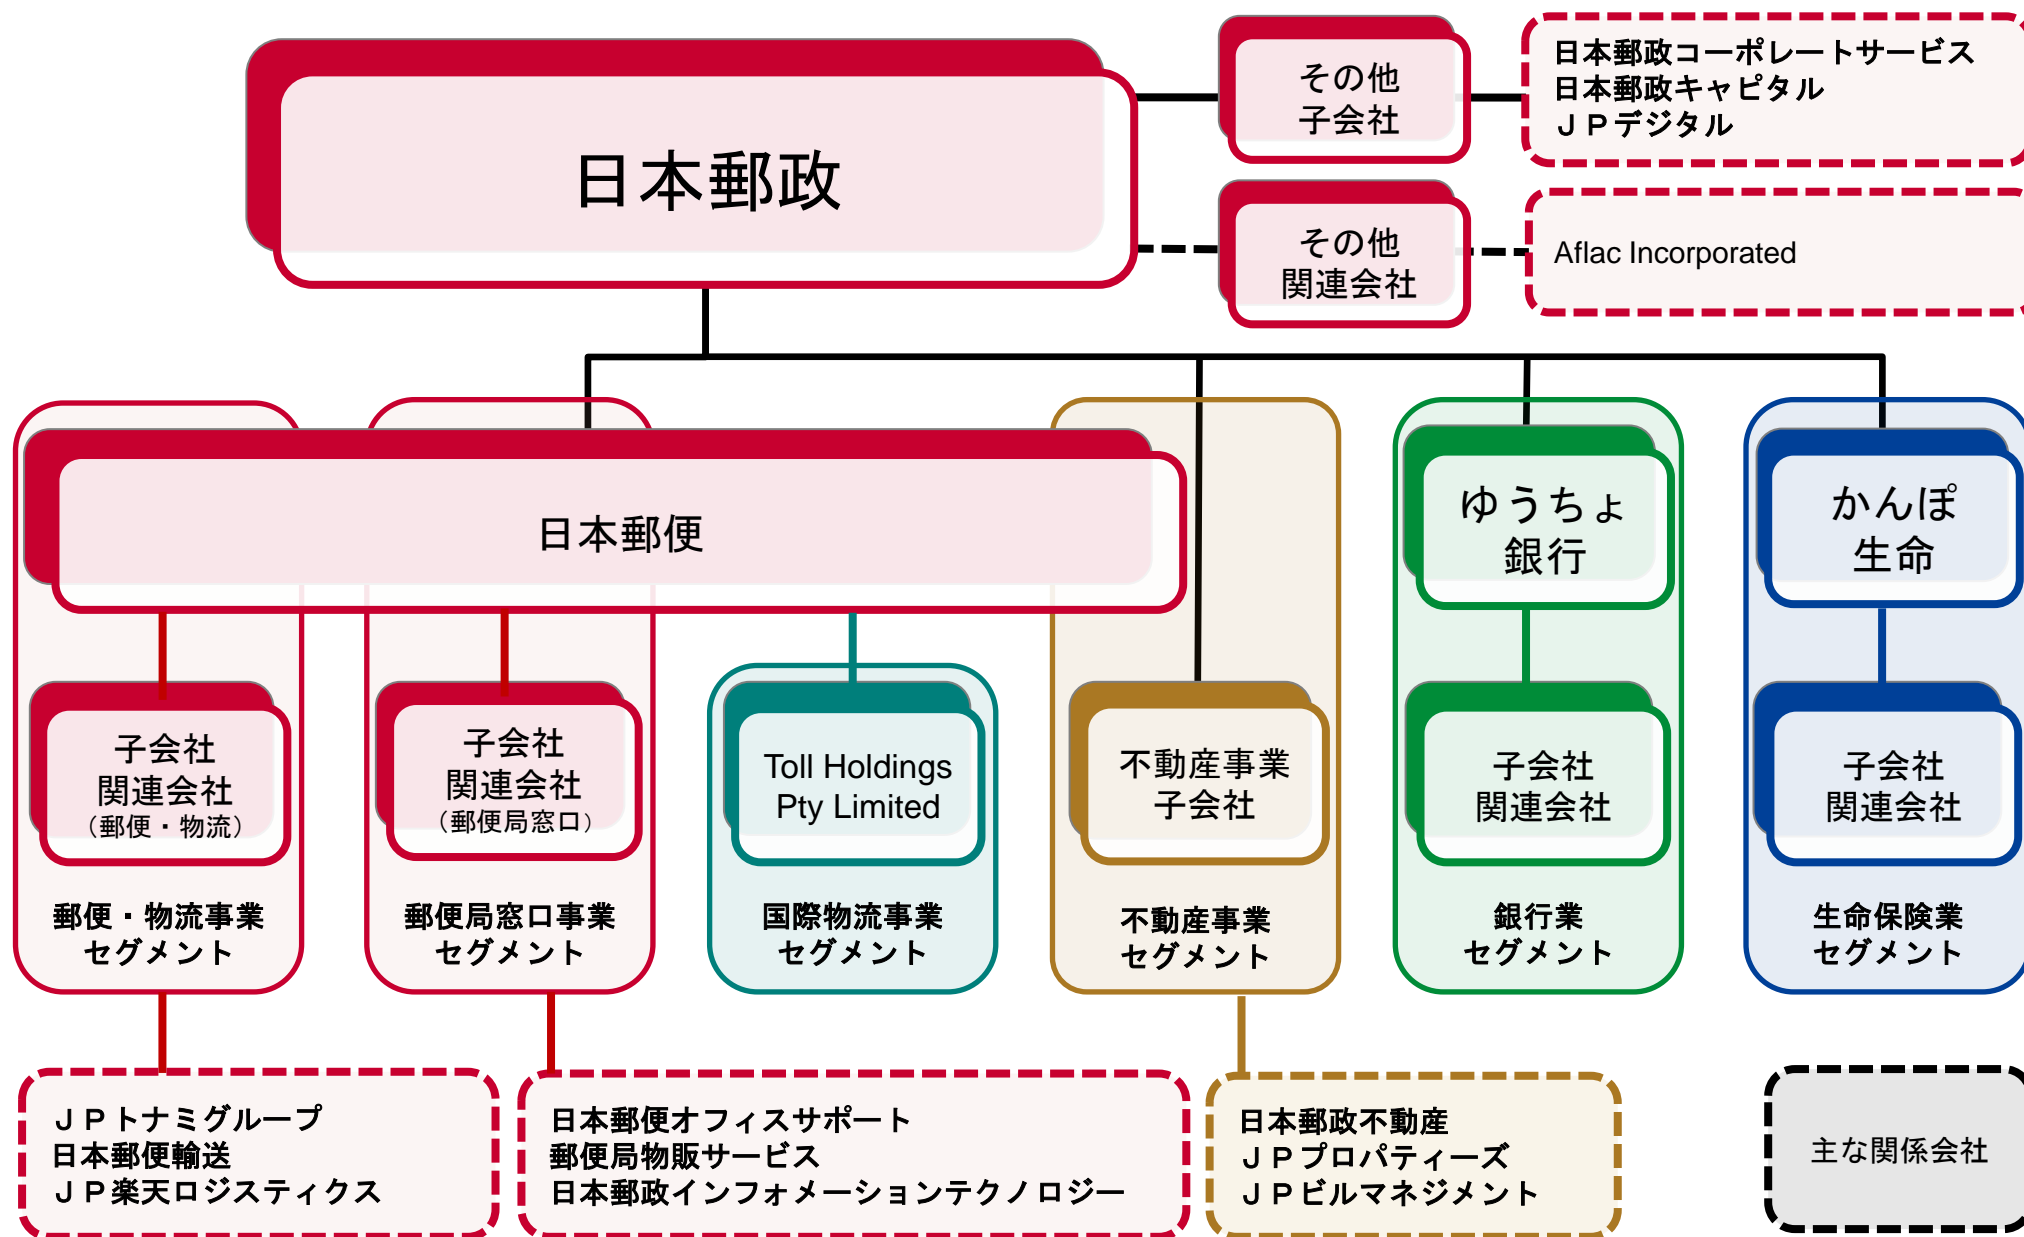 日本郵政
その他
子会社
日本郵政コーポレートサービス
日本郵政キャピタル
ＪＰデジタル
その他
関連会社
Aflac Incorporated
日本郵便
ゆうちょ
銀行
かんぽ
生命
子会社
関連会社
（郵便・物流）
子会社
関連会社
（郵便局窓口）
Toll Holdings
Pty Limited
不動産事業
子会社
子会社
関連会社
子会社
関連会社
郵便・物流事業
セグメント
郵便局窓口事業
セグメント
国際物流事業
セグメント
不動産事業
セグメント
銀行業
セグメント
生命保険業
セグメント
ＪＰトナミグループ
日本郵便輸送
ＪＰ楽天ロジスティクス
日本郵便オフィスサポート
郵便局物販サービス
日本郵政インフォメーションテクノロジー
日本郵政不動産
ＪＰプロパティーズ
ＪＰビルマネジメント
主な関係会社